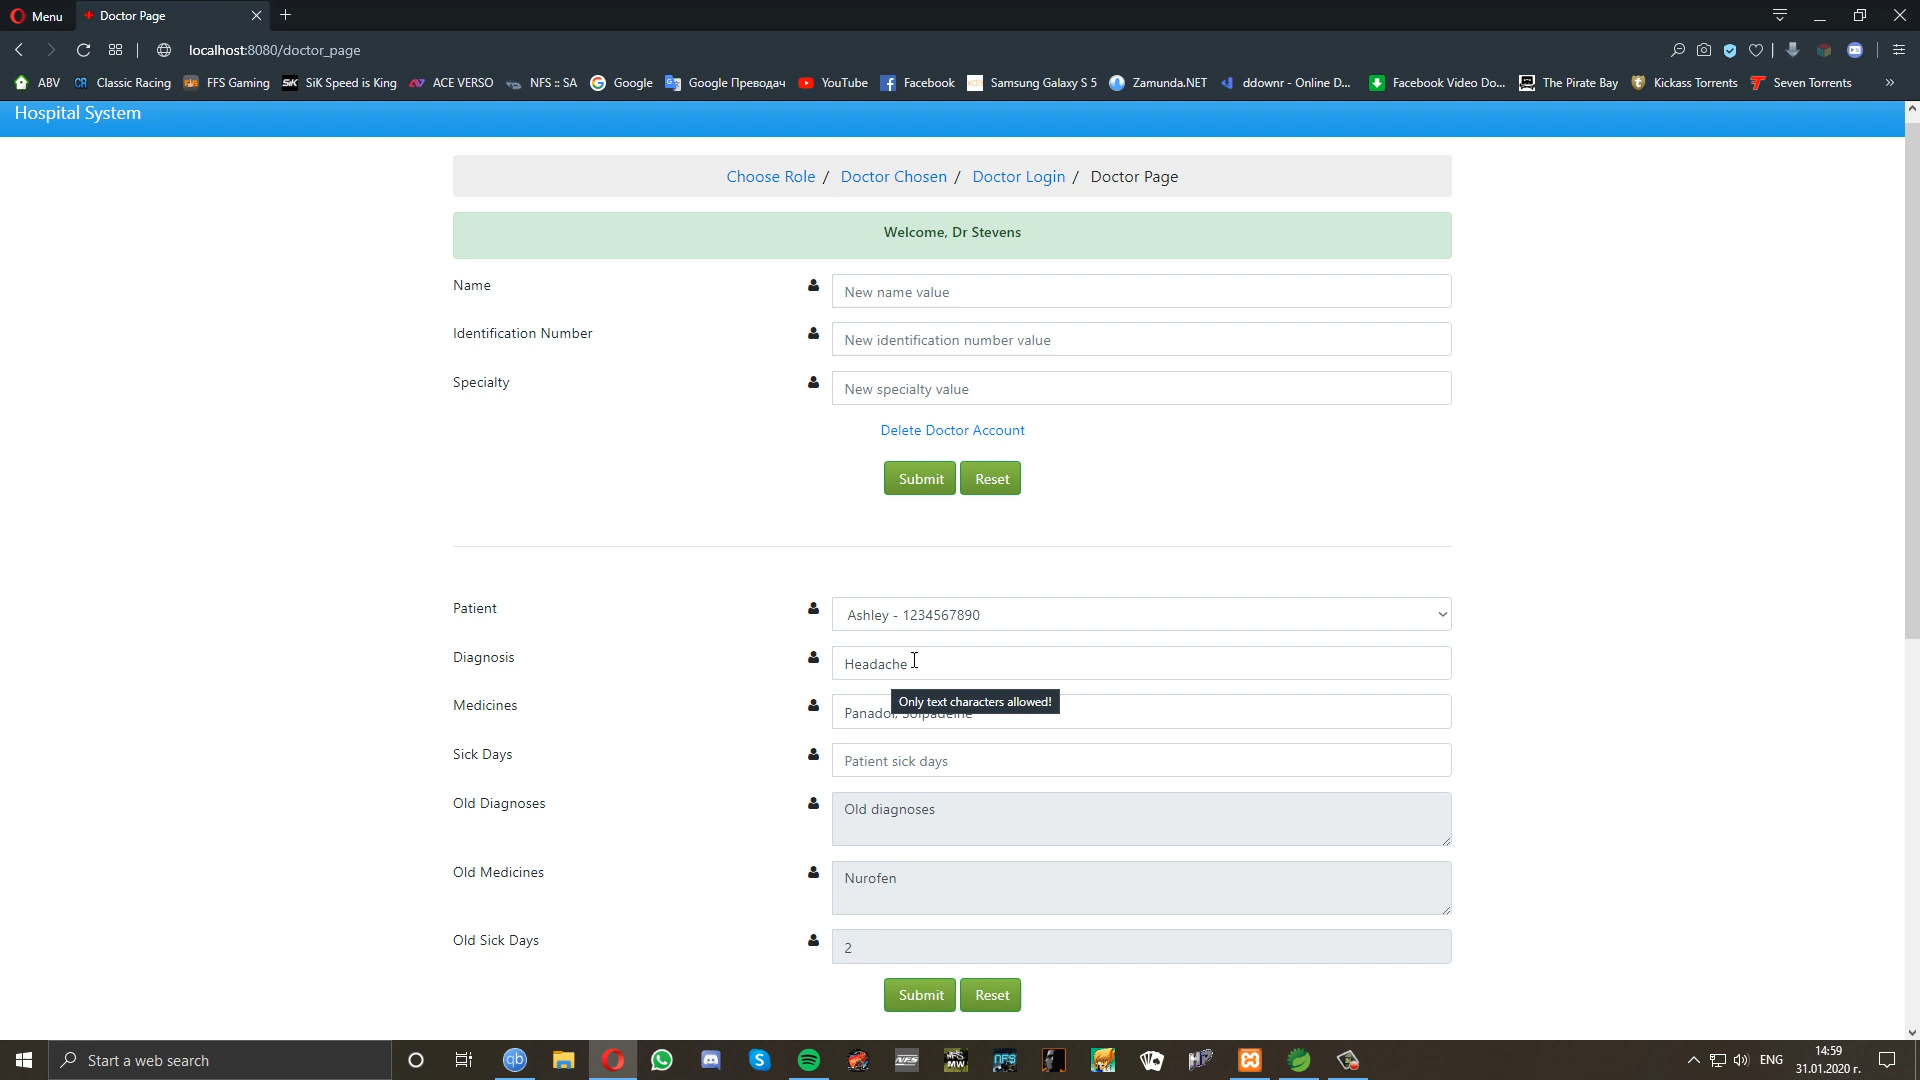 Menu
Doctor Page
localhost:8080/doctor_page
ABV
Classic Racing
FFS Gaming
SiK Speed is King
ACE VERSO
NFS :: SA
Google
Google Преводач
YouTube
Facebook
Samsung Galaxy S 5
Zamunda.NET
ddownr - Online D...
Facebook Video Do...
The Pirate Bay
Kickass Torrents
Seven Torrents
Hospital System
Choose Role / Doctor Chosen / Doctor Login / Doctor Page
Welcome, Dr Stevens
Name
New name value
Identification Number
New identification number value
Specialty
New specialty value
Delete Doctor Account
Submit
Reset
Patient
Ashley - 1234567890
Diagnosis
Headache
Only text characters allowed!
Medicines
Panadol, Solpadeine
Sick Days
Patient sick days
Old Diagnoses
Old diagnoses
Old Medicines
Nurofen
Old Sick Days
2
Submit
Reset
Start a web search
ENG
14:59
31.01.2020 г.